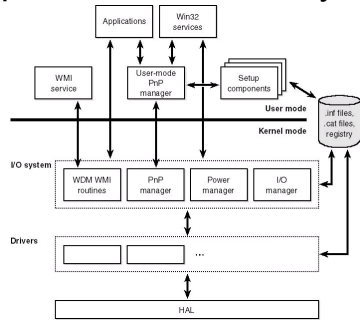 Applications
Win32
services
WMI
service
User-mode
PnP
manager
Setup
components
User mode
Kernel mode
.inf files,
.cat files,
registry
I/O system
WDM WMI
routines
PnP
manager
Power
manager
I/O
manager
Drivers
...
HAL